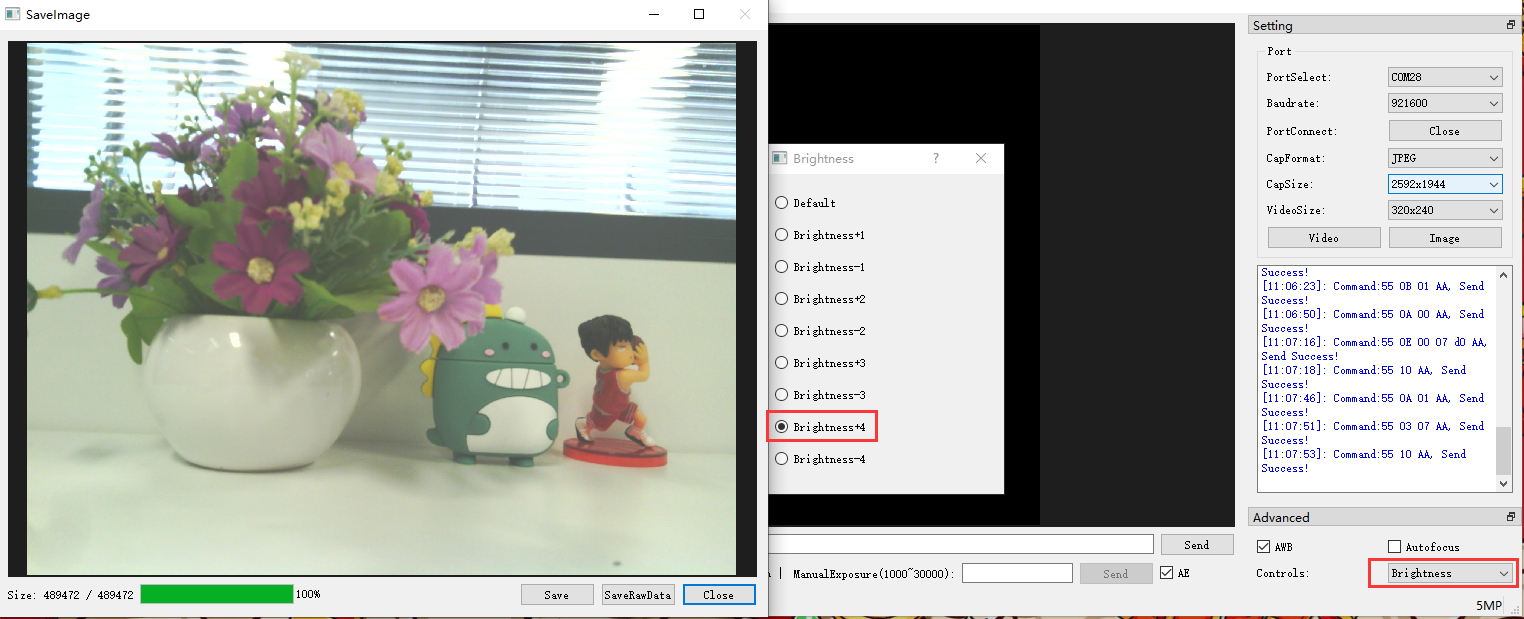 SaveImage
Size: 489472 / 489472
100%
Save
SaveRawData
Close
Brightness
?
Default
Brightness+1
Brightness-1
Brightness+2
Brightness-2
Brightness+3
Brightness-3
Brightness+4
Brightness-4
Send
ManualExposure(1000~30000):
Send
AE
Setting
Port
PortSelect:
COM28
Baudrate:
921600
PortConnect:
Close
CapFormat:
JPEG
CapSize:
2592x1944
VideoSize:
320x240
Video
Image
Success!
[11:06:23]: Command:55 0B 01 AA, Send
Success!
[11:06:50]: Command:55 0A 00 AA, Send
Success!
[11:07:16]: Command:55 0E 00 07 d0 AA,
Send Success!
[11:07:18]: Command:55 10 AA, Send
Success!
[11:07:46]: Command:55 0A 01 AA, Send
Success!
[11:07:51]: Command:55 03 07 AA, Send
Success!
[11:07:53]: Command:55 10 AA, Send
Success!
Advanced
AWB
Autofocus
Controls:
Brightness
5MP